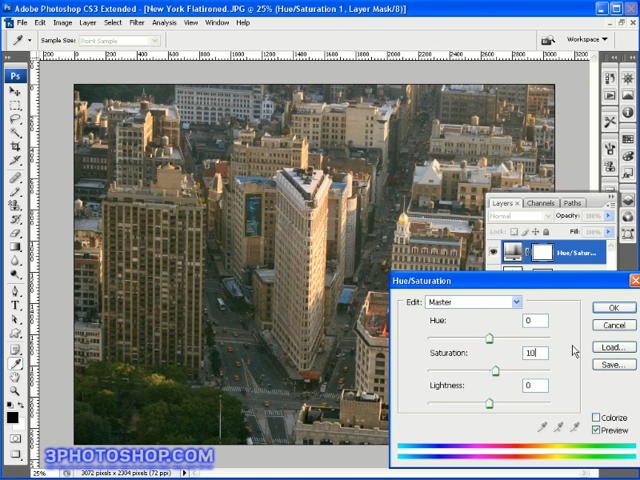 Adobe Photoshop CS3 Extended - [New York Flatironed.JPG @ 25% (Hue/Saturation 1, Layer Mask/8)]
File Edit Image Layer Select Filter Analysis View Window Help
Sample Size: Point Sample
Workspace
Ps
Layers Channels Paths
Normal Opacity: 100%
Lock: Fill: 100%
Hue/Satur...
Hue/Saturation
Edit: Master
OK
Hue: 0
Cancel
Saturation: 10
Load...
Save...
Lightness: 0
Colorize
Preview
3PHOTOSHOP.COM
25% 3072 pixels x 2304 pixels (72 ppi)